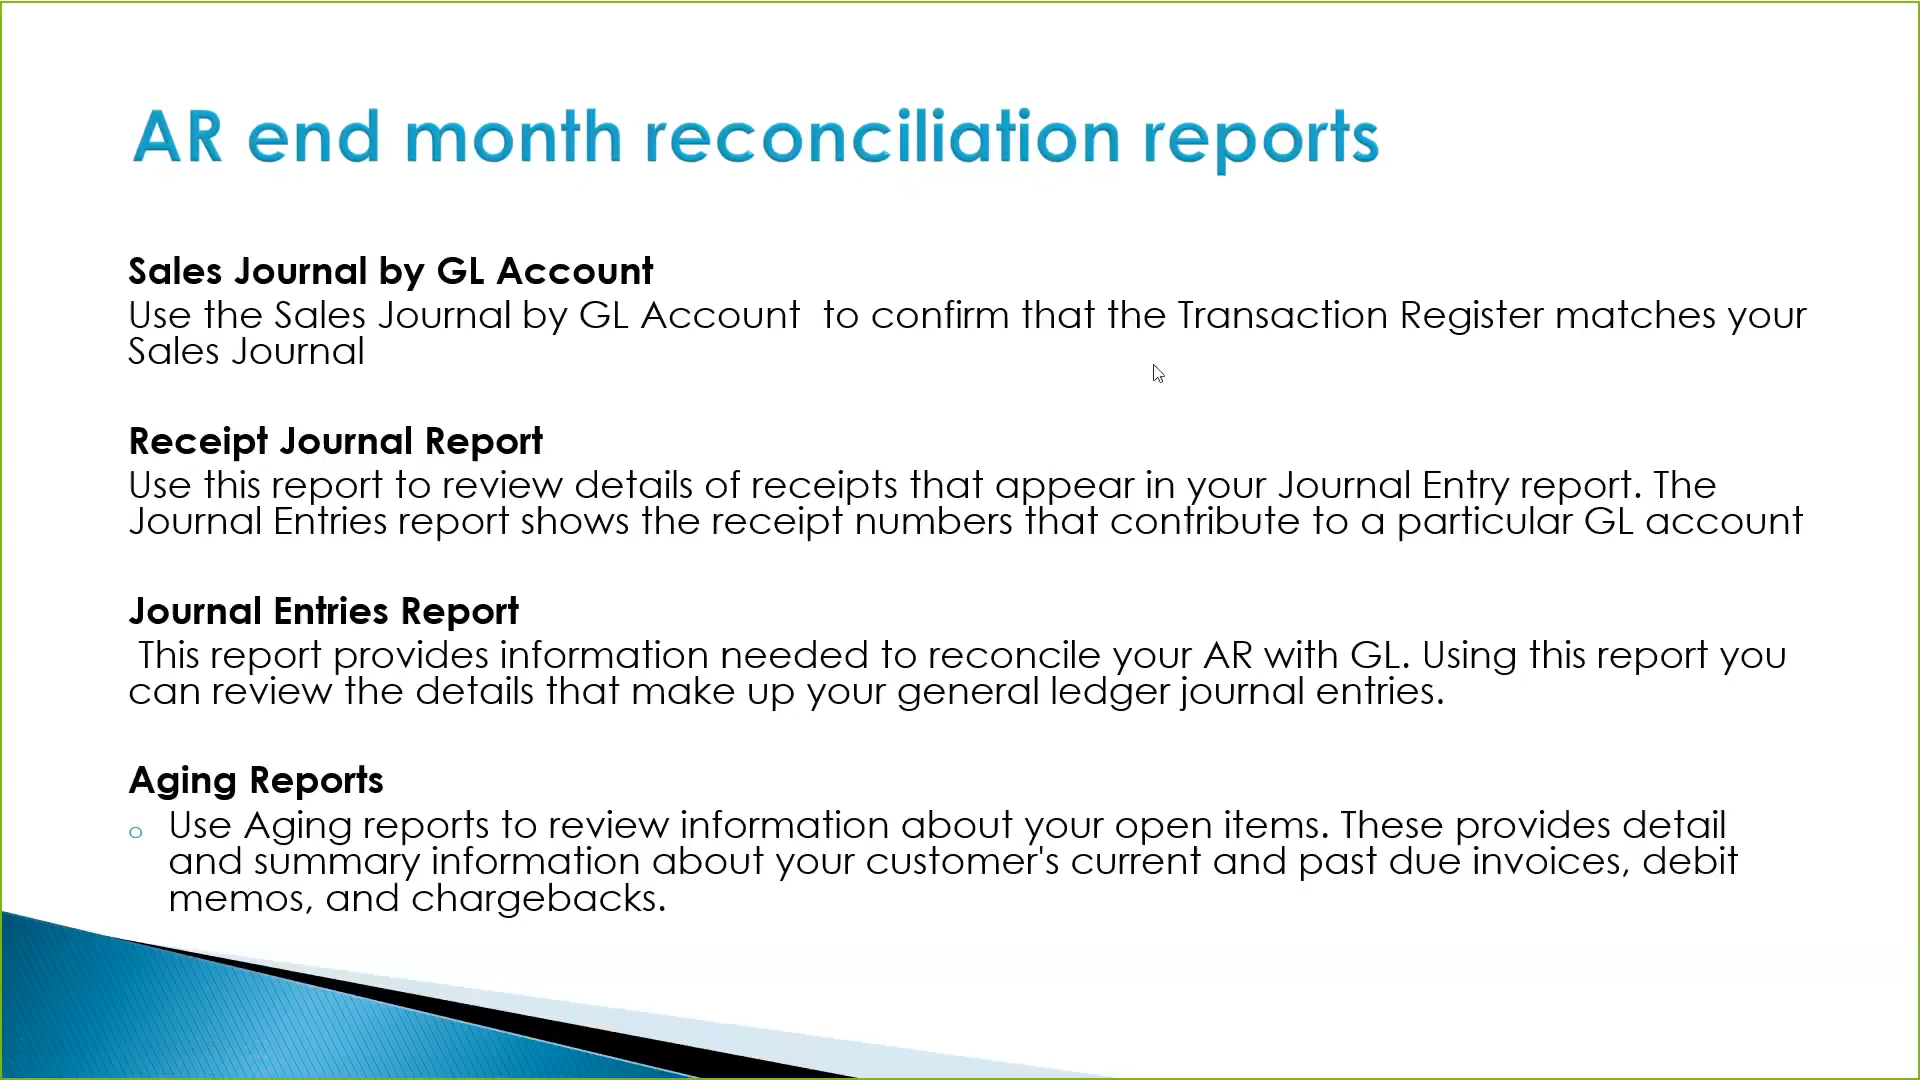 AR end month reconciliation reports
Sales Journal by GL Account
Use the Sales Journal by GL Account  to confirm that the Transaction Register matches your
Sales Journal
Receipt Journal Report
Use this report to review details of receipts that appear in your Journal Entry report. The
Journal Entries report shows the receipt numbers that contribute to a particular GL account
Journal Entries Report
This report provides information needed to reconcile your AR with GL. Using this report you
can review the details that make up your general ledger journal entries.
Aging Reports
o Use Aging reports to review information about your open items. These provides detail
and summary information about your customer's current and past due invoices, debit
memos, and chargebacks.